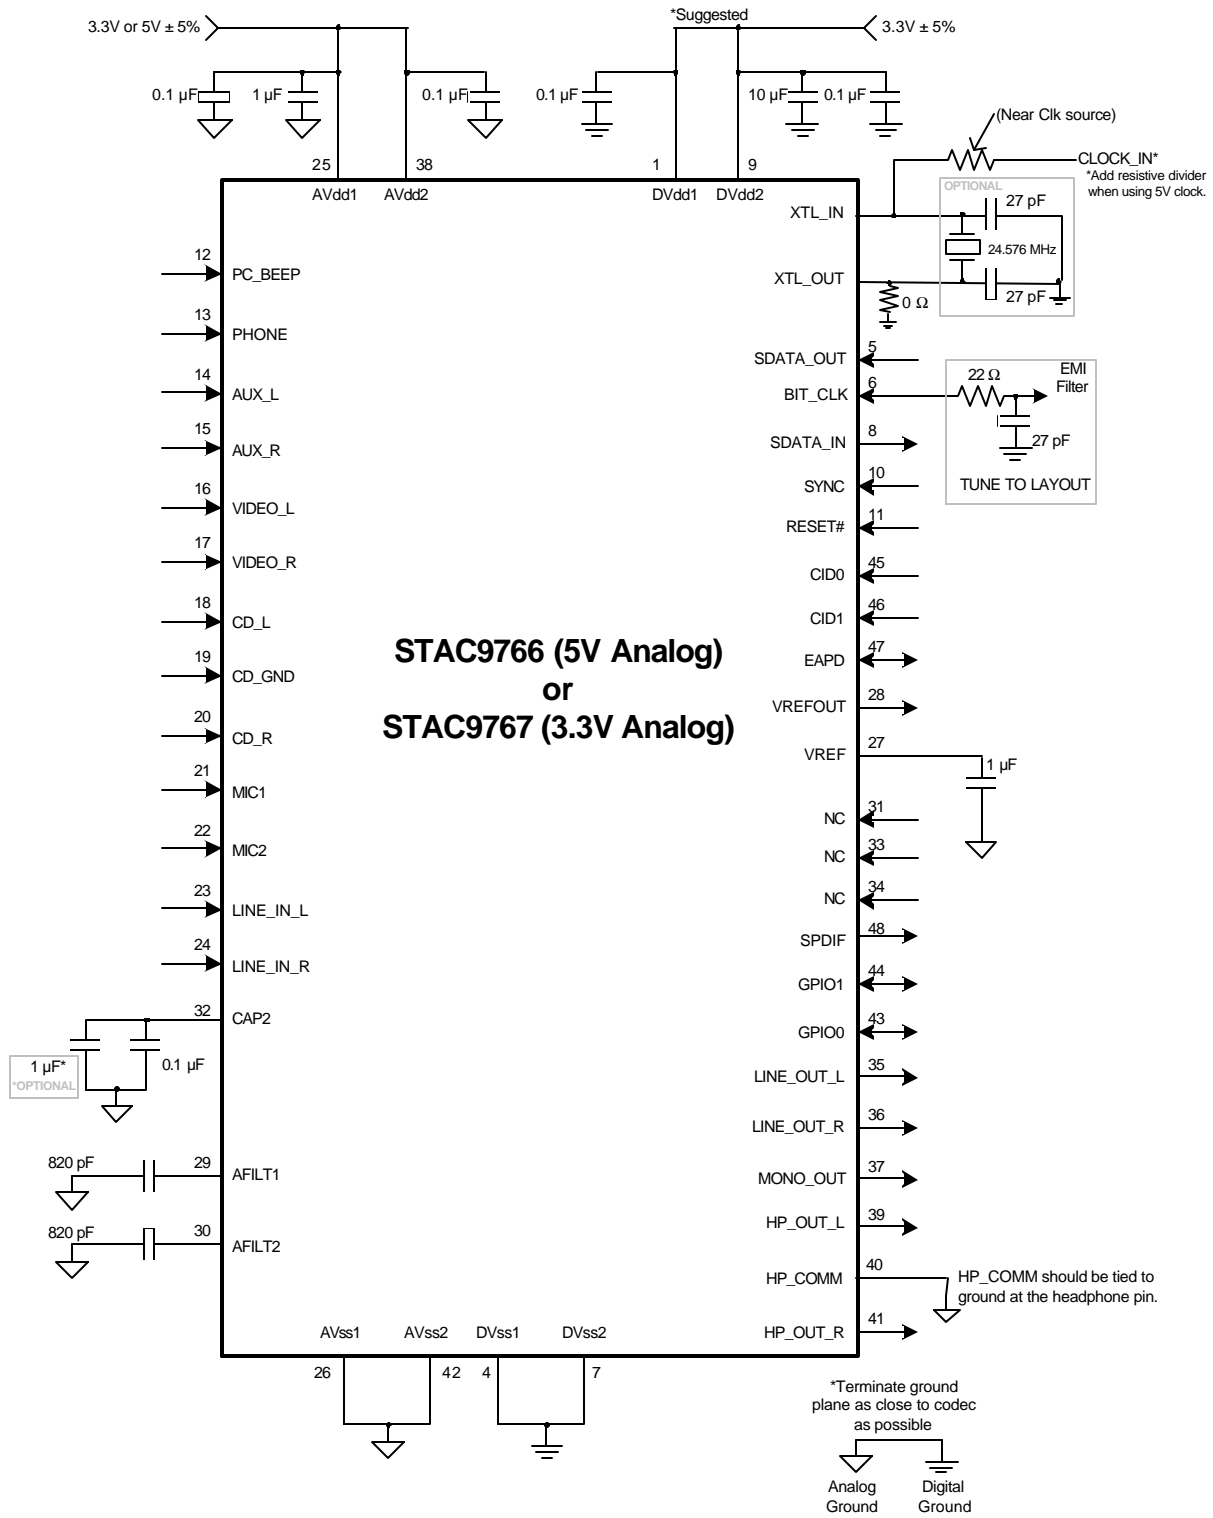 3.3V or 5V ± 5%
*Suggested
3.3V ± 5%
0.1 µF
1 µF
0.1 µF
0.1 µF
10 µF
0.1 µF
(Near Clk source)
25
38
1
9
CLOCK_IN*
*Add resistive divider
when using 5V clock.
AVdd1
AVdd2
DVdd1
DVdd2
OPTIONAL
27 pF
24.576 MHz
27 pF
XTL_IN
XTL_OUT
0 Ω
12
PC_BEEP
13
PHONE
14
AUX_L
15
AUX_R
16
VIDEO_L
17
VIDEO_R
18
CD_L
19
CD_GND
20
CD_R
21
MIC1
22
MIC2
23
LINE_IN_L
24
LINE_IN_R
32
CAP2
1 µF*
*OPTIONAL
0.1 µF
820 pF
29
AFILT1
820 pF
30
AFILT2
STAC9766 (5V Analog)
or
STAC9767 (3.3V Analog)
SDATA_OUT
5
BIT_CLK
6
22 Ω
EMI
Filter
27 pF
TUNE TO LAYOUT
SDATA_IN
8
SYNC
10
RESET#
11
CID0
45
CID1
46
EAPD
47
VREFOUT
28
VREF
27
1 µF
NC
31
NC
33
NC
34
SPDIF
48
GPIO1
44
GPIO0
43
LINE_OUT_L
35
LINE_OUT_R
36
MONO_OUT
37
HP_OUT_L
39
HP_COMM
40
HP_COMM should be tied to
ground at the headphone pin.
HP_OUT_R
41
AVss1
AVss2
DVss1
DVss2
26
42
4
7
*Terminate ground
plane as close to codec
as possible
Analog
Ground
Digital
Ground